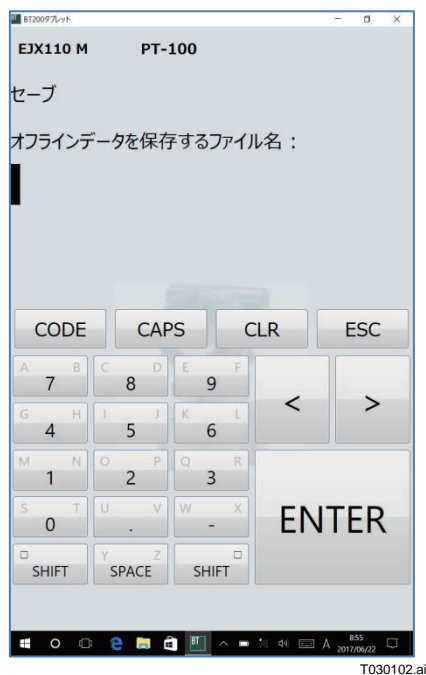 BT200タブレット
EJX110 M PT-100
セーブ
オフラインデータを保存するファイル名：
CODE CAPS CLR ESC
A B C D E F
7 8 9 < >
G H I J K L
4 5 6
M N O P Q R
1 2 3 ENTER
S T U V W X
0 . -
Y Z
SHIFT SPACE SHIFT
BT A 8:55
2017/06/22
T030102.ai